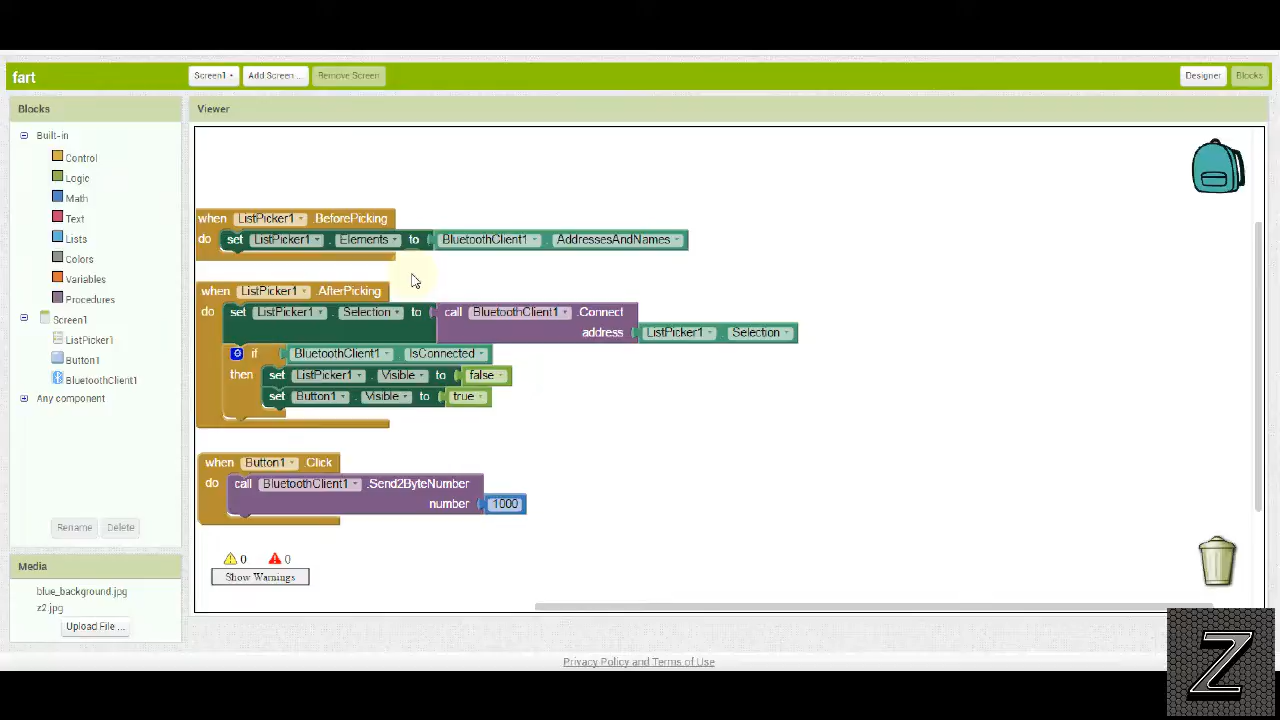 fart
Screen1
Add Screen ...
Remove Screen
Designer
Blocks
Blocks
Viewer
Built-in
Control
Logic
Math
Text
Lists
Colors
Variables
Procedures
Screen1
ListPicker1
Button1
BluetoothClient1
Any component
Rename
Delete
Media
blue_background.jpg
z2.jpg
Upload File ...
when ListPicker1 .BeforePicking
do set ListPicker1 . Elements to BluetoothClient1 . AddressesAndNames
when ListPicker1 .AfterPicking
do set ListPicker1 . Selection to call BluetoothClient1 .Connect
address ListPicker1 . Selection
if BluetoothClient1 . IsConnected
then set ListPicker1 . Visible to false
set Button1 . Visible to true
when Button1 .Click
do call BluetoothClient1 .Send2ByteNumber
number 1000
0 0
Show Warnings
Privacy Policy and Terms of Use
Z